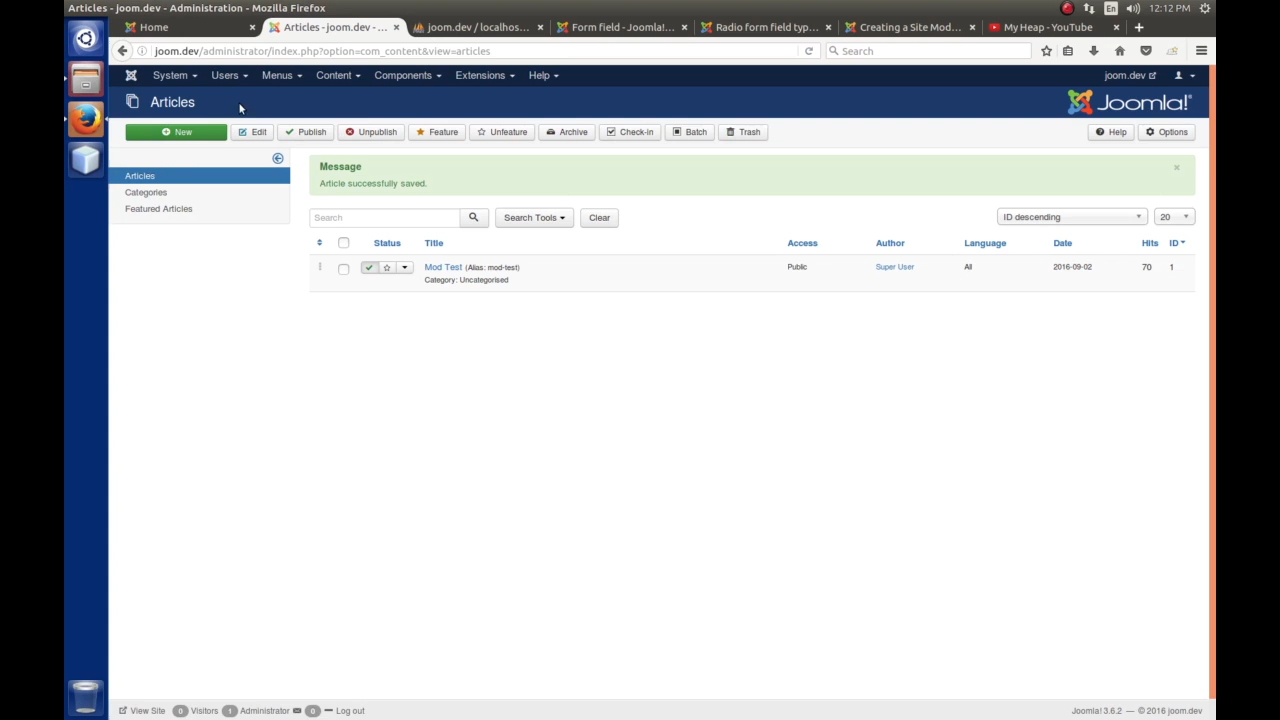 Articles - joom.dev - Administration - Mozilla Firefox
En 12:12 PM
Home × Articles - joom.dev - ... × joom.dev / localhos... × Form field - Joomla!... × Radio form field typ... × Creating a Site Mod... × My Heap - YouTube × +
joom.dev/administrator/index.php?option=com_content&view=articles
Search
System Users Menus Content Components Extensions Help
joom.dev
Articles
Joomla!®
New Edit Publish Unpublish Feature Unfeature Archive Check-in Batch Trash Help Options
Articles
Categories
Featured Articles
Message ×
Article successfully saved.
Search Search Tools Clear ID descending 20
Status Title Access Author Language Date Hits ID
Mod Test (Alias: mod-test) Public Super User All 2016-09-02 70 1
Category: Uncategorised
View Site 0 Visitors 1 Administrator 0 Log out
Joomla! 3.6.2 — © 2016 joom.dev